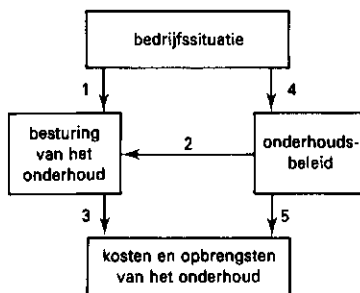 bedrijfssituatie
1
4
besturing
van het
onderhoud
2
onderhouds-
beleid
3
5
kosten en opbrengsten
van het onderhoud